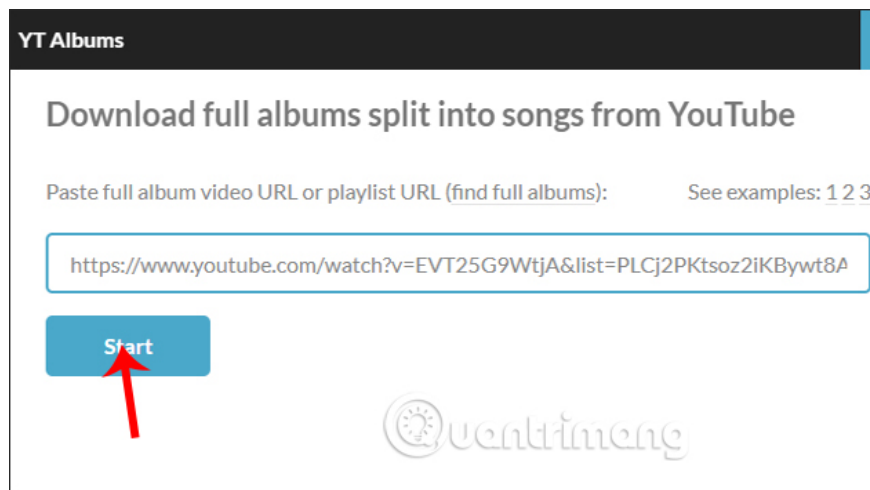 YT Albums
Download full albums split into songs from YouTube
Paste full album video URL or playlist URL (find full albums): See examples: 1 2 3
https://www.youtube.com/watch?v=EVT25G9WtjA&list=PLCj2PKtsoz2iKBywt8A
Start
Quantrimang